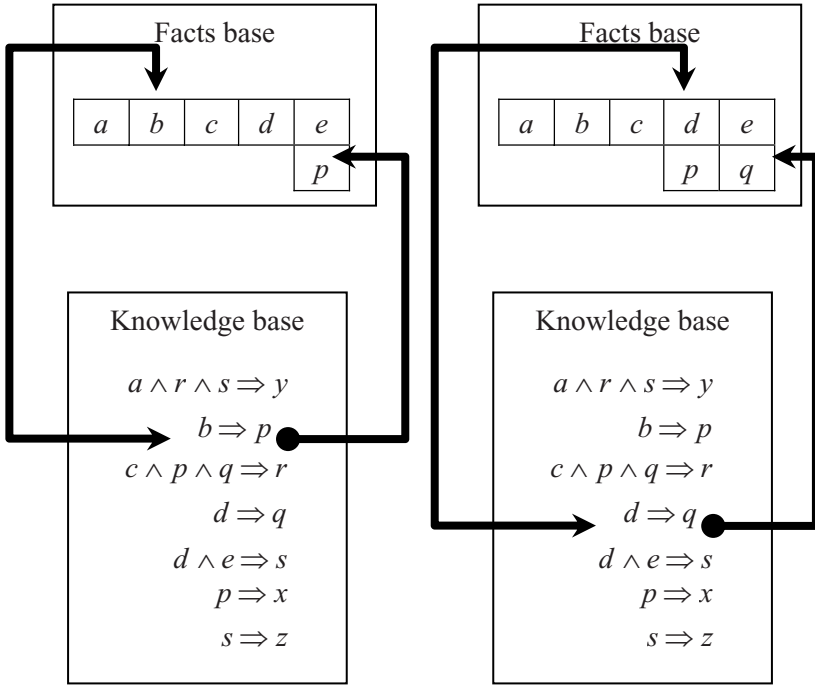 Facts base
a b c d e
p
Knowledge base
a ∧ r ∧ s ⇒ y
b ⇒ p
c ∧ p ∧ q ⇒ r
d ⇒ q
d ∧ e ⇒ s
p ⇒ x
s ⇒ z
Facts base
a b c d e
p q
Knowledge base
a ∧ r ∧ s ⇒ y
b ⇒ p
c ∧ p ∧ q ⇒ r
d ⇒ q
d ∧ e ⇒ s
p ⇒ x
s ⇒ z